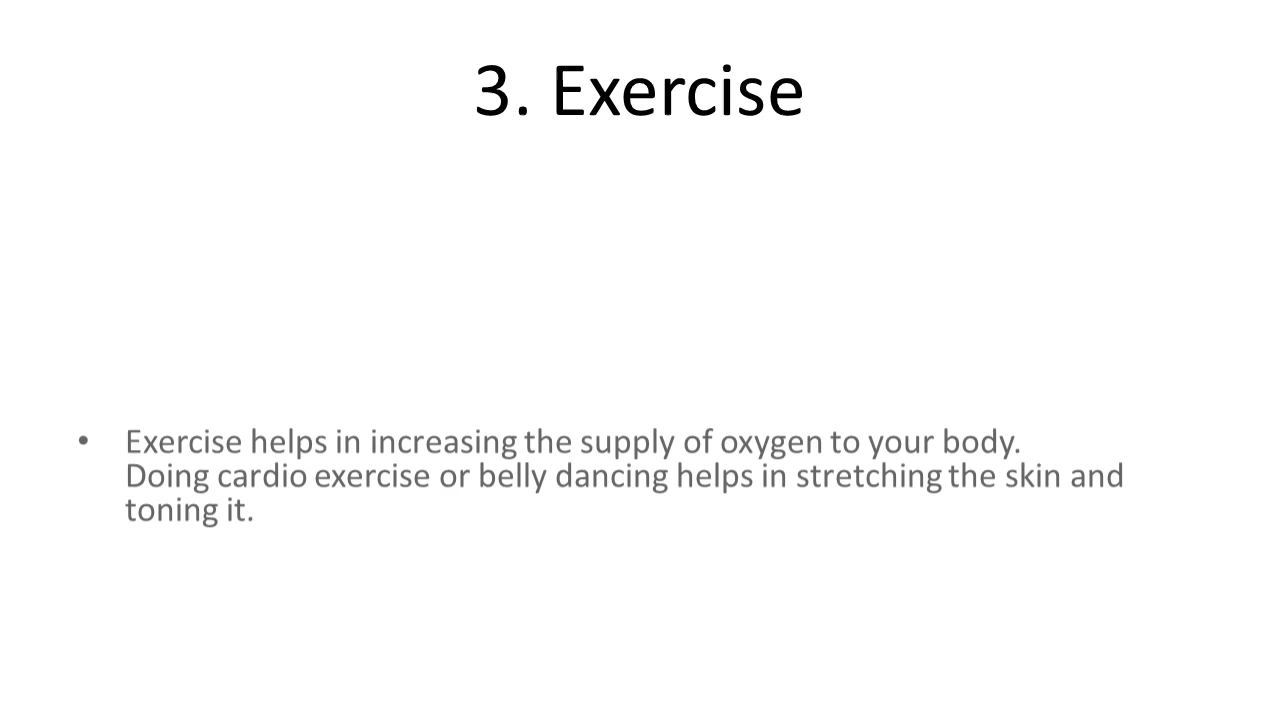 3. Exercise
• Exercise helps in increasing the supply of oxygen to your body.
Doing cardio exercise or belly dancing helps in stretching the skin and
toning it.